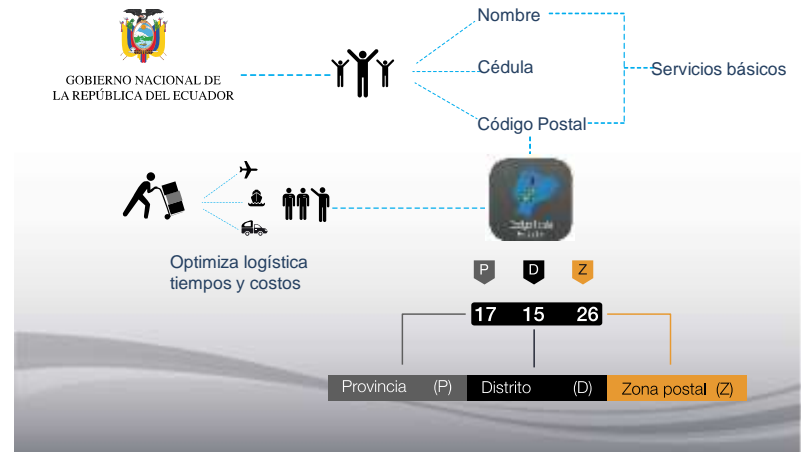 Nombre
GOBIERNO NACIONAL DE
LA REPÚBLICA DEL ECUADOR
Cédula
Servicios básicos
Código Postal
Optimiza logística
tiempos y costos
P D Z
17 15 26
Provincia (P) Distrito (D) Zona postal (Z)